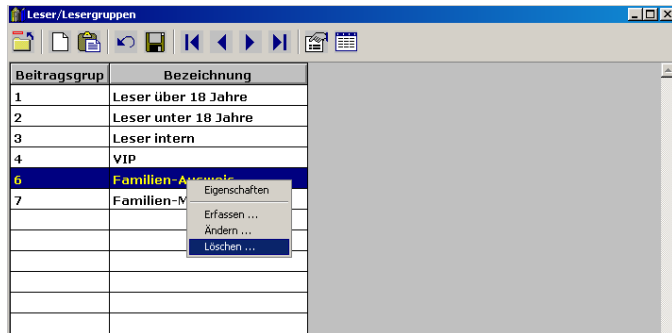 Leser/Lesergruppen
Beitragsgrup Bezeichnung
1 Leser über 18 Jahre
2 Leser unter 18 Jahre
3 Leser intern
4 VIP
6 Familien-Ausweis
7 Familien-M
Eigenschaften
Erfassen ...
Ändern ...
Löschen ...